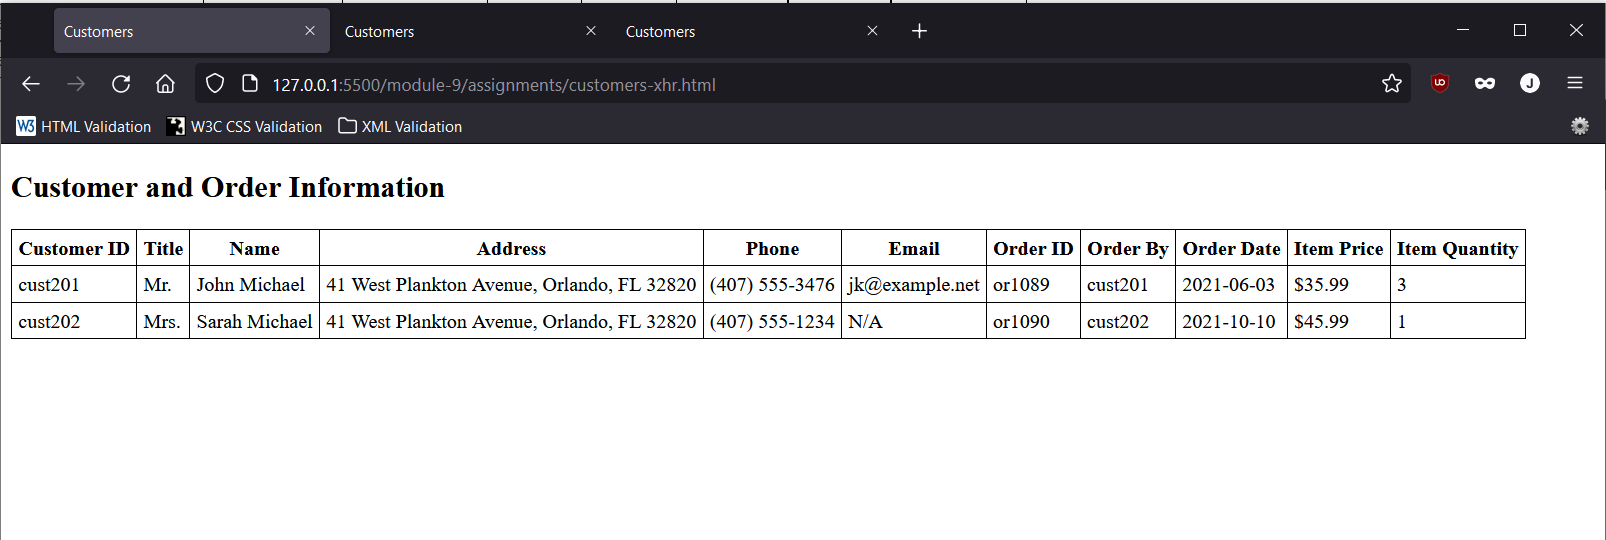 Customers Customers Customers
127.0.0.1:5500/module-9/assignments/customers-xhr.html J
W3 HTML Validation W3C CSS Validation XML Validation
Customer and Order Information
Customer ID Title Name Address Phone Email Order ID Order By Order Date Item Price Item Quantity
cust201 Mr. John Michael 41 West Plankton Avenue, Orlando, FL 32820 (407) 555-3476 jk@example.net or1089 cust201 2021-06-03 $35.99 3
cust202 Mrs. Sarah Michael 41 West Plankton Avenue, Orlando, FL 32820 (407) 555-1234 N/A or1090 cust202 2021-10-10 $45.99 1